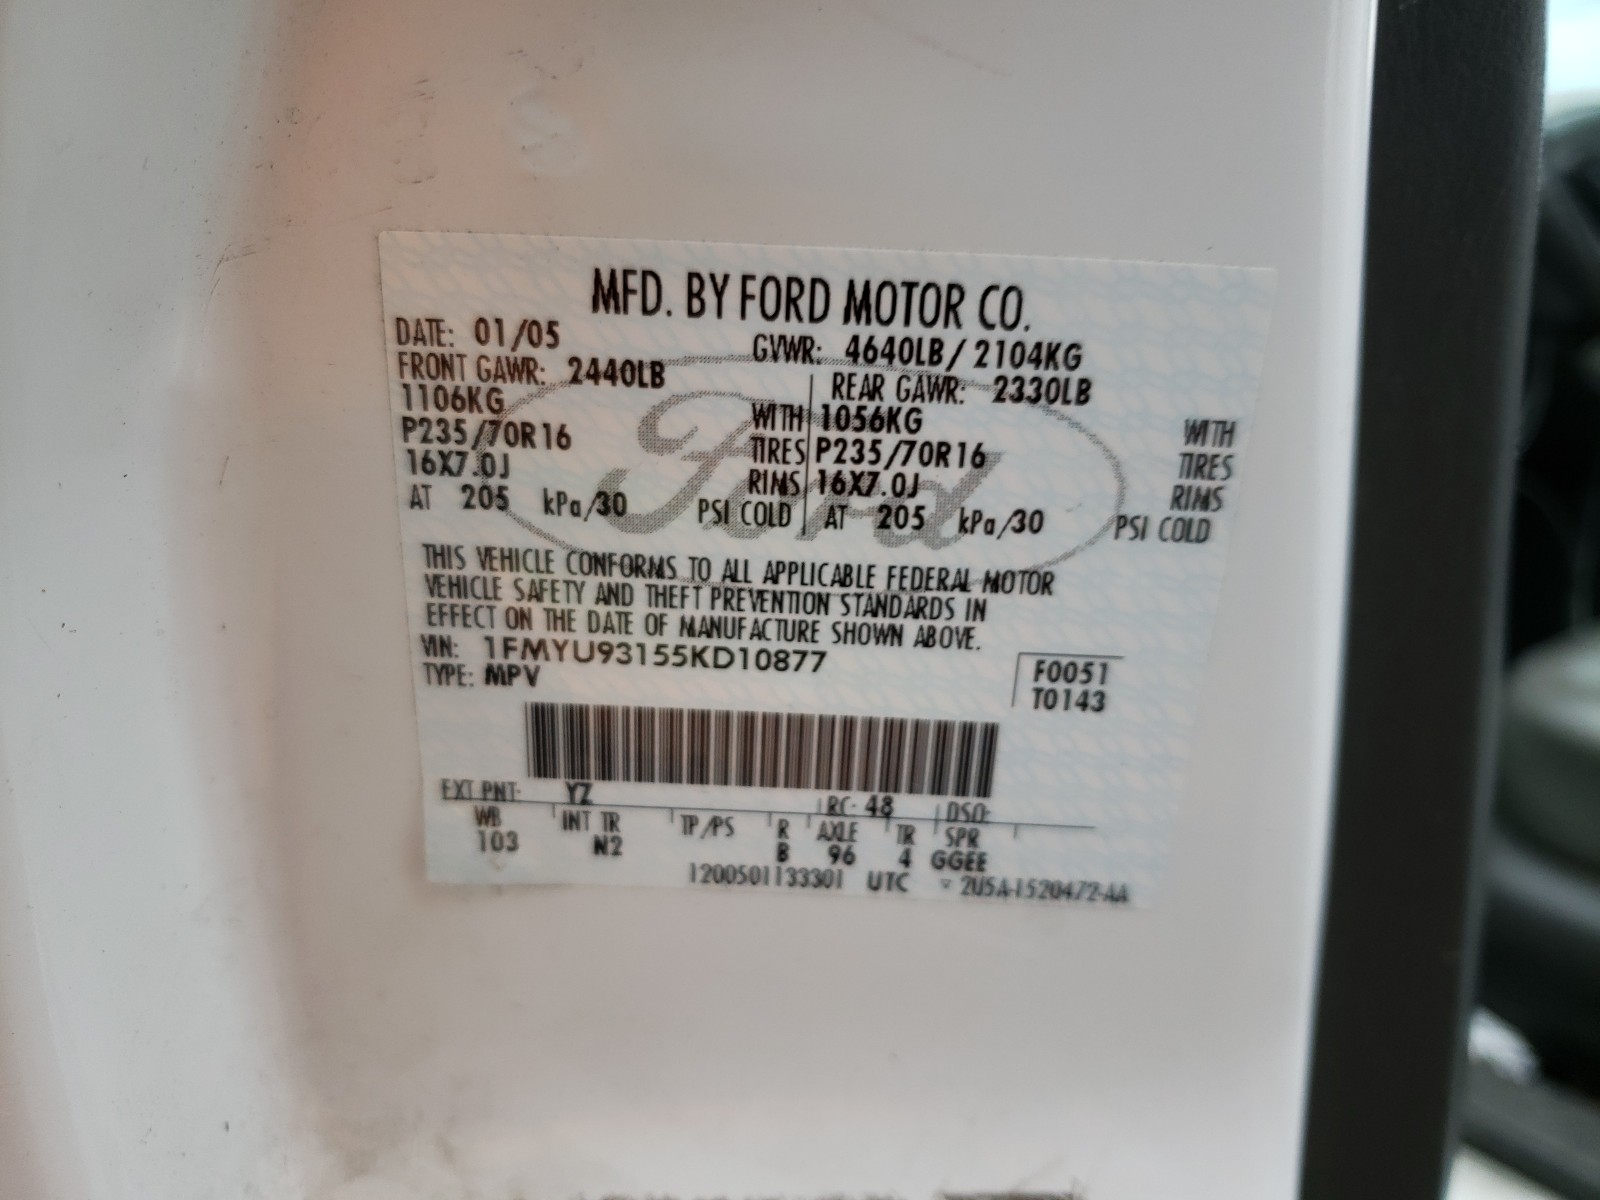 MFD. BY FORD MOTOR CO.
DATE: 01/05 GVWR: 4640LB / 2104KG
FRONT GAWR: 2440LB REAR GAWR: 2330LB
1106KG WITH 1056KG WITH
P235/70R16 TIRES P235/70R16 TIRES
16X7.0J RIMS 16X7.0J RIMS
AT 205 kPa/30 PSI COLD AT 205 kPa/30 PSI COLD
Ford
THIS VEHICLE CONFORMS TO ALL APPLICABLE FEDERAL MOTOR
VEHICLE SAFETY AND THEFT PREVENTION STANDARDS IN
EFFECT ON THE DATE OF MANUFACTURE SHOWN ABOVE.
VIN: 1FMYU93155KD10877
TYPE: MPV
F0051
T0143
EXT PNT: YZ RC: 48 DSO:
WB INT TR TP/PS R AXLE TR SPR
103 N2 B 96 4 GGEE
1200501133301 UTC 2U5A-1520472-AA